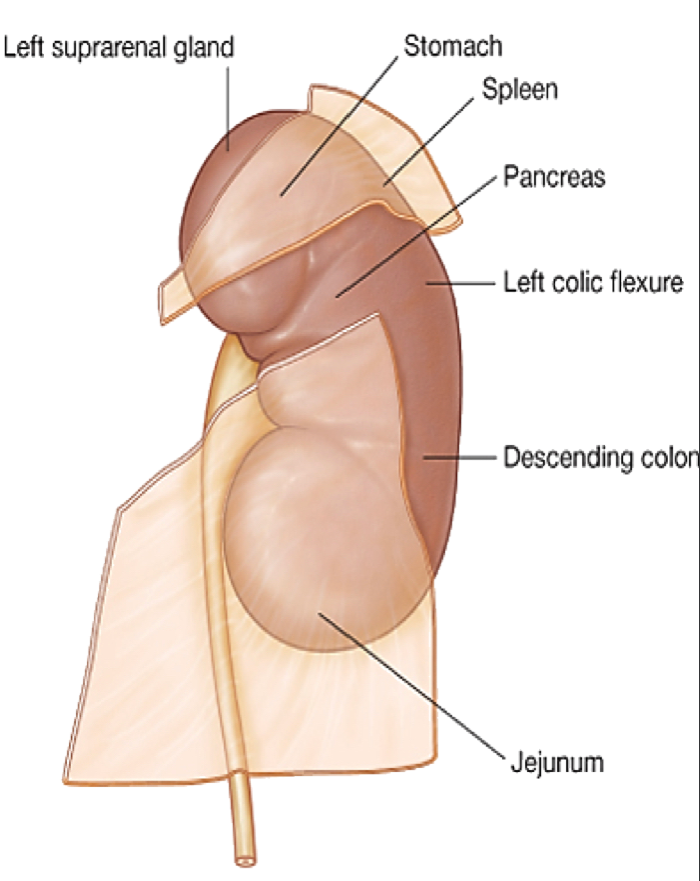 Left suprarenal gland
Stomach
Spleen
Pancreas
Left colic flexure
Descending colon
Jejunum